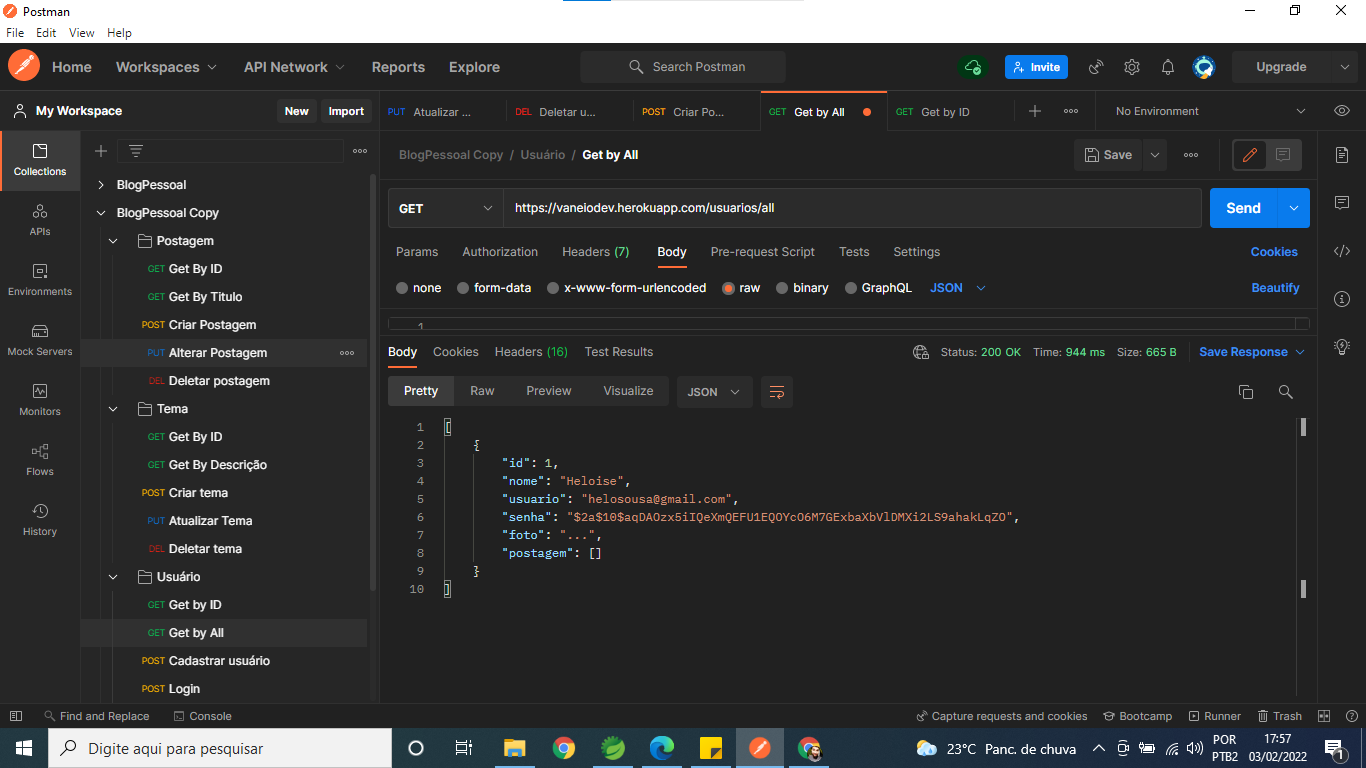 Postman
File Edit View Help
Home Workspaces API Network Reports Explore Search Postman Invite Upgrade
My Workspace New Import
PUT Atualizar ... DEL Deletar u... POST Criar Po... GET Get by All GET Get by ID No Environment
BlogPessoal Copy / Usuário / Get by All Save
Collections
APIs
Environments
Mock Servers
Monitors
Flows
History
BlogPessoal
BlogPessoal Copy
Postagem
GET Get By ID
GET Get By Titulo
POST Criar Postagem
PUT Alterar Postagem
DEL Deletar postagem
Tema
GET Get By ID
GET Get By Descrição
POST Criar tema
PUT Atualizar Tema
DEL Deletar tema
Usuário
GET Get by ID
GET Get by All
POST Cadastrar usuário
POST Login
GET https://vaneiodev.herokuapp.com/usuarios/all Send
Params Authorization Headers (7) Body Pre-request Script Tests Settings Cookies
none form-data x-www-form-urlencoded raw binary GraphQL JSON Beautify
1
Body Cookies Headers (16) Test Results Status: 200 OK Time: 944 ms Size: 665 B Save Response
Pretty Raw Preview Visualize JSON
1 [
2 {
3 "id": 1,
4 "nome": "Heloise",
5 "usuario": "helosousa@gmail.com",
6 "senha": "$2a$10$aqDAOzx5iIQeXmQEFU1EQOYcO6M7GExbaXbVlDMXi2LS9ahakLqZO",
7 "foto": "...",
8 "postagem": []
9 }
10 ]
Find and Replace Console Capture requests and cookies Bootcamp Runner Trash
Digite aqui para pesquisar 23°C Panc. de chuva POR 17:57
PTB2 03/02/2022 1